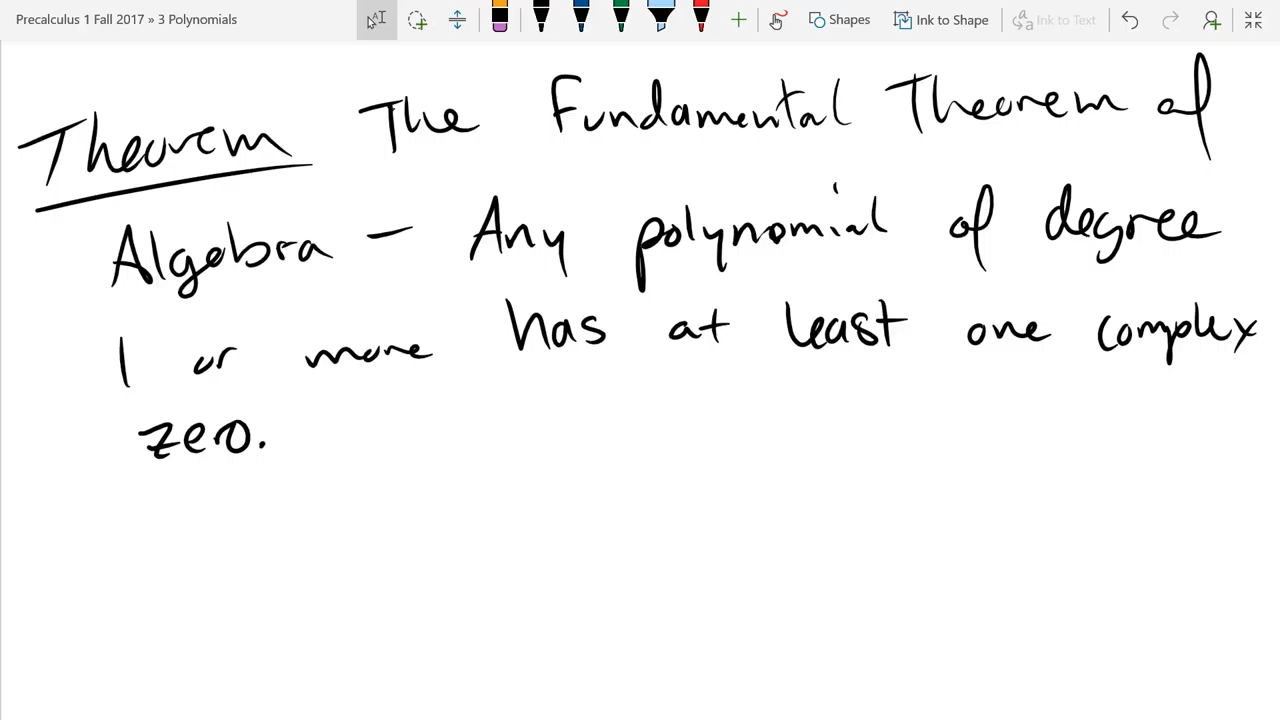 Precalculus 1 Fall 2017 » 3 Polynomials
Shapes
Ink to Shape
Ink to Text
Theorem The Fundamental Theorem of
Algebra – Any polynomial of degree
1 or more has at least one complex
zero.